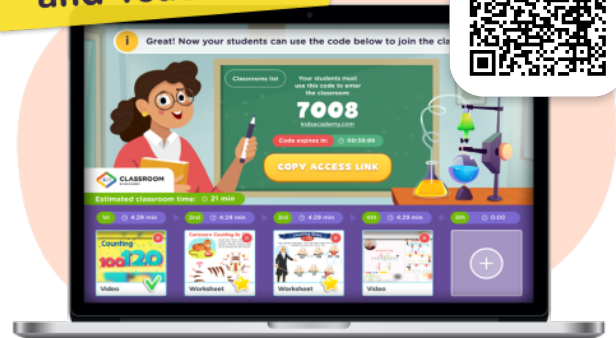 and
Great! Now your students can use the code below to join the
Classrooms list
Your students must
use this code to enter
the classroom:
7008
kidsacademy.com
Code expires in: 00:59:99
COPY ACCESS LINK
CLASSROOM
Estimated classroom time: 21 min
1st 4:29 min 2nd 4:29 min 3rd 4:29 min 4th 4:29 min 5th 0:00
Counting
100 120
Video
Worksheet
Worksheet
Video